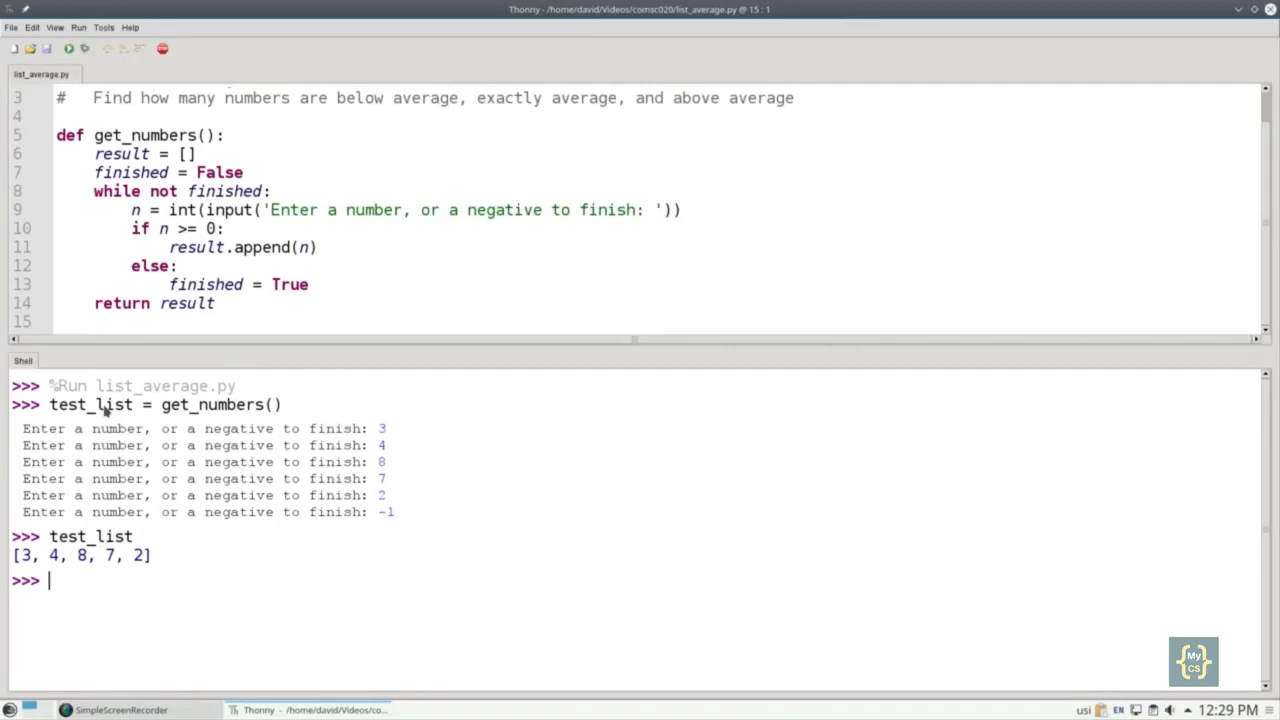 Thonny - /home/david/Videos/comsc020/list_average.py @ 15 : 1
File Edit View Run Tools Help
list_average.py
3 #   Find how many numbers are below average, exactly average, and above average
4
5 def get_numbers():
6     result = []
7     finished = False
8     while not finished:
9         n = int(input('Enter a number, or a negative to finish: '))
10         if n >= 0:
11             result.append(n)
12         else:
13             finished = True
14     return result
15
Shell
>>> %Run list_average.py
>>> test_list = get_numbers()
Enter a number, or a negative to finish: 3
Enter a number, or a negative to finish: 4
Enter a number, or a negative to finish: 8
Enter a number, or a negative to finish: 7
Enter a number, or a negative to finish: 2
Enter a number, or a negative to finish: -1
>>> test_list
[3, 4, 8, 7, 2]
>>>
{My CS}
SimpleScreenRecorder Thonny - /home/david/Videos/co... usi EN 12:29 PM